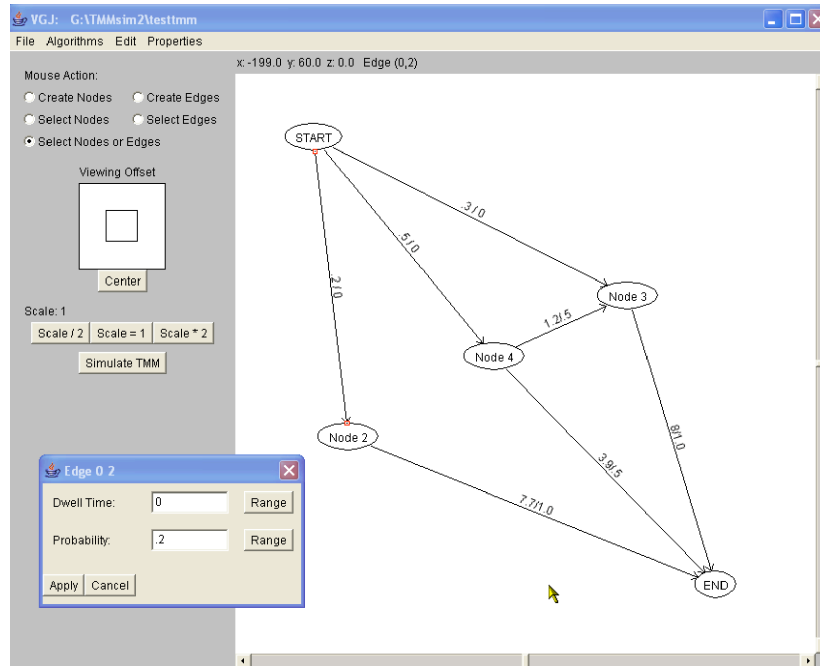 VGJ: G:\TMMsim2\testtmm
File Algorithms Edit Properties
x: -199.0 y: 60.0 z: 0.0 Edge (0,2)
Mouse Action:
Create Nodes Create Edges
Select Nodes Select Edges
Select Nodes or Edges
Viewing Offset
Center
Scale: 1
Scale / 2 Scale = 1 Scale * 2
Simulate TMM
START
.3 / 0
.5 / 0
.2 / 0
Node 3
1.2/.5
Node 4
Node 2
8/1.0
3.9/.5
7.7/1.0
END
Edge 0 2
Dwell Time: 0 Range
Probability: .2 Range
Apply Cancel